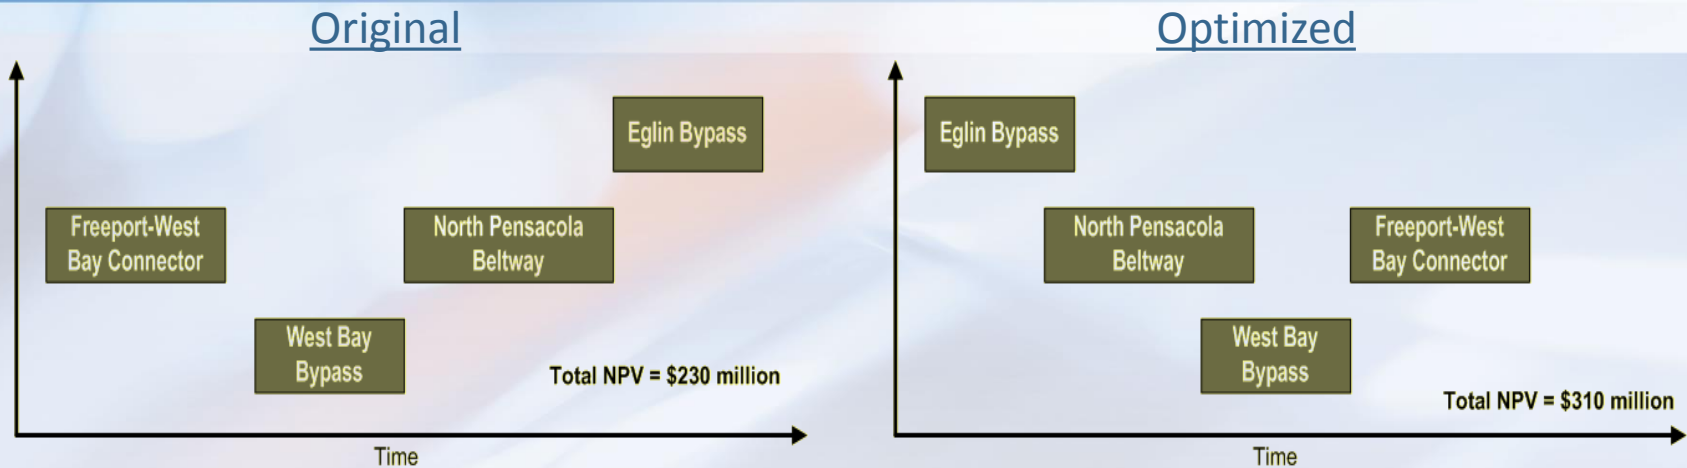 Original
Eglin Bypass
Freeport-West
Bay Connector
North Pensacola
Beltway
West Bay
Bypass
Total NPV = $230 million
Time
Optimized
Eglin Bypass
North Pensacola
Beltway
Freeport-West
Bay Connector
West Bay
Bypass
Total NPV = $310 million
Time